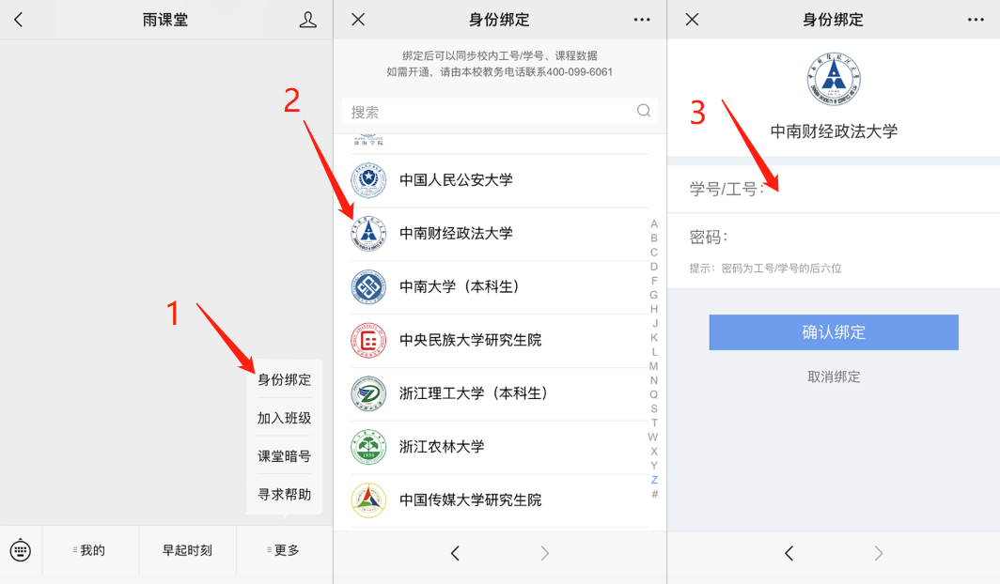 雨课堂
1
身份绑定
加入班级
课堂暗号
寻求帮助
我的
早起时刻
更多
身份绑定
绑定后可以同步校内工号/学号、课程数据
如需开通，请由本校教务电话联系400-099-6061
2
搜索
中国人民公安大学
中南财经政法大学
中南大学（本科生）
中央民族大学研究生院
浙江理工大学（本科生）
浙江农林大学
中国传媒大学研究生院
A
B
C
D
F
G
H
J
K
L
M
N
Q
S
T
W
X
Y
Z
#
身份绑定
中南财经政法大学
3
学号/工号：
密码：
提示：密码为工号/学号的后六位
确认绑定
取消绑定